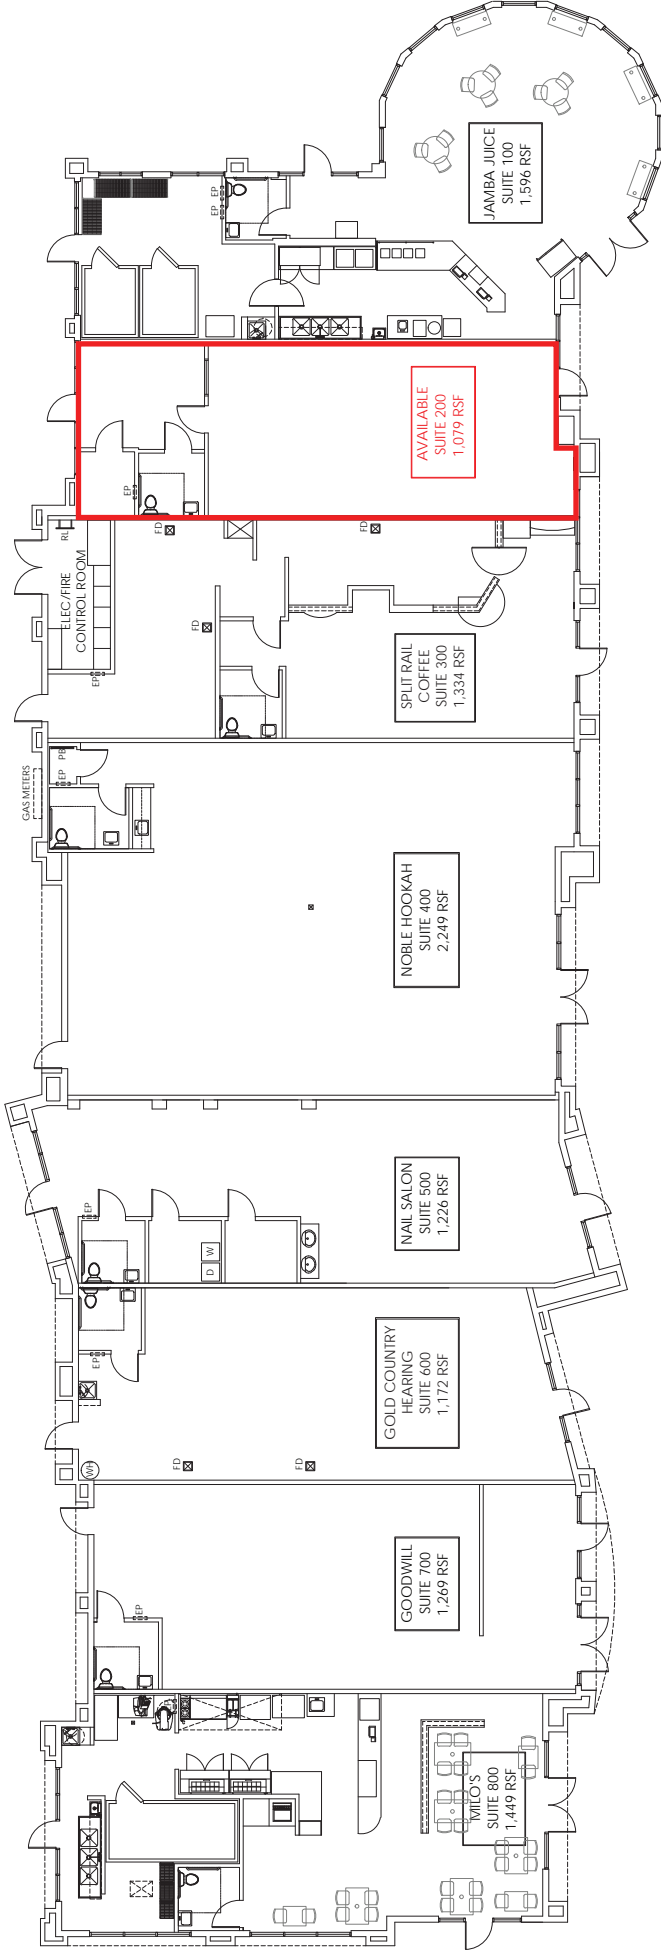 JAMBA JUICE
SUITE 100
1,596 RSF
EP
EP
AVAILABLE
SUITE 200
1,079 RSF
EP
FD
FD
RL
ELEC/FIRE
CONTROL ROOM
FD
EP
SPLIT RAIL
COFFEE
SUITE 300
1,334 RSF
GAS METERS
EP PB
NOBLE HOOKAH
SUITE 400
2,249 RSF
EP
D W
NAIL SALON
SUITE 500
1,226 RSF
EP
GOLD COUNTRY
HEARING
SUITE 600
1,172 RSF
WH
FD
FD
EP
GOODWILL
SUITE 700
1,269 RSF
MILO'S
SUITE 800
1,449 RSF